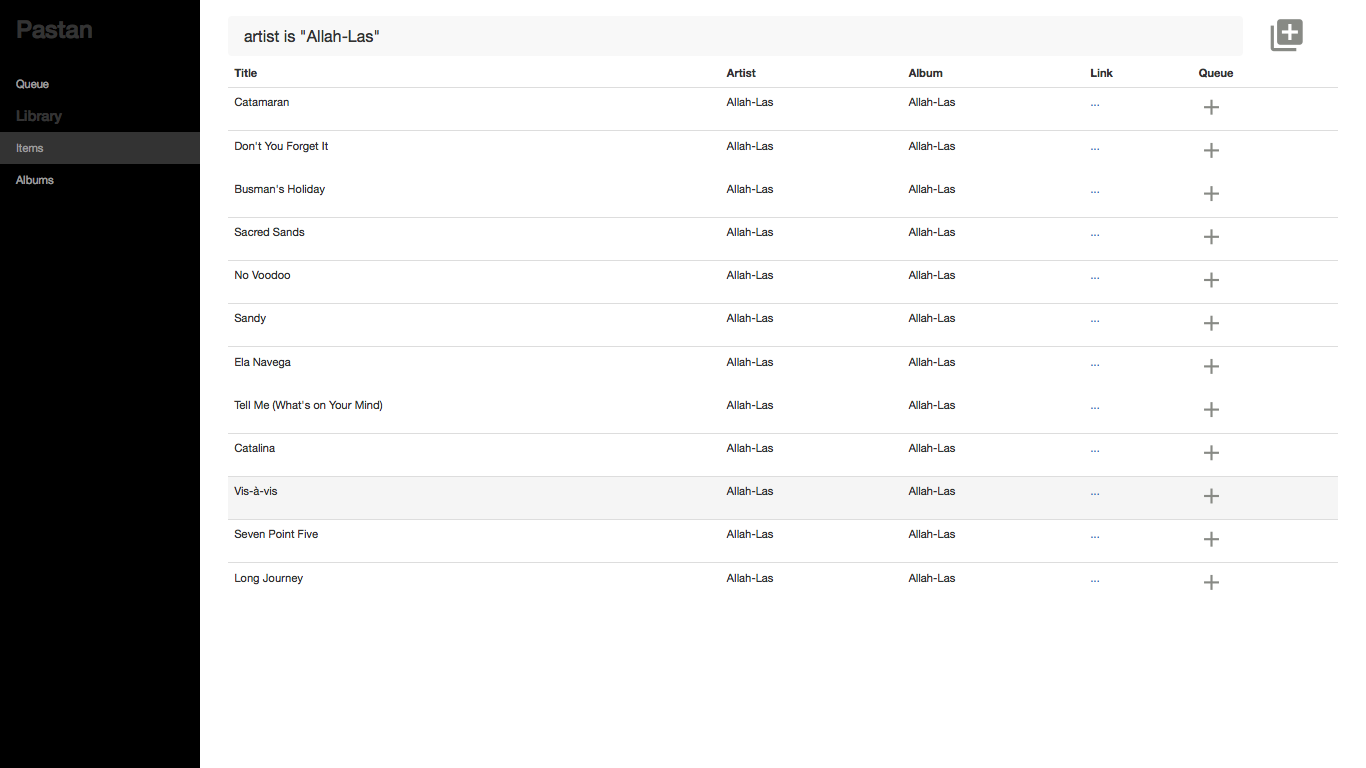 Pastan
Queue
Library
Items
Albums
artist is "Allah-Las"
Title Artist Album Link Queue
Catamaran Allah-Las Allah-Las ...
Don't You Forget It Allah-Las Allah-Las ...
Busman's Holiday Allah-Las Allah-Las ...
Sacred Sands Allah-Las Allah-Las ...
No Voodoo Allah-Las Allah-Las ...
Sandy Allah-Las Allah-Las ...
Ela Navega Allah-Las Allah-Las ...
Tell Me (What's on Your Mind) Allah-Las Allah-Las ...
Catalina Allah-Las Allah-Las ...
Vis-à-vis Allah-Las Allah-Las ...
Seven Point Five Allah-Las Allah-Las ...
Long Journey Allah-Las Allah-Las ...